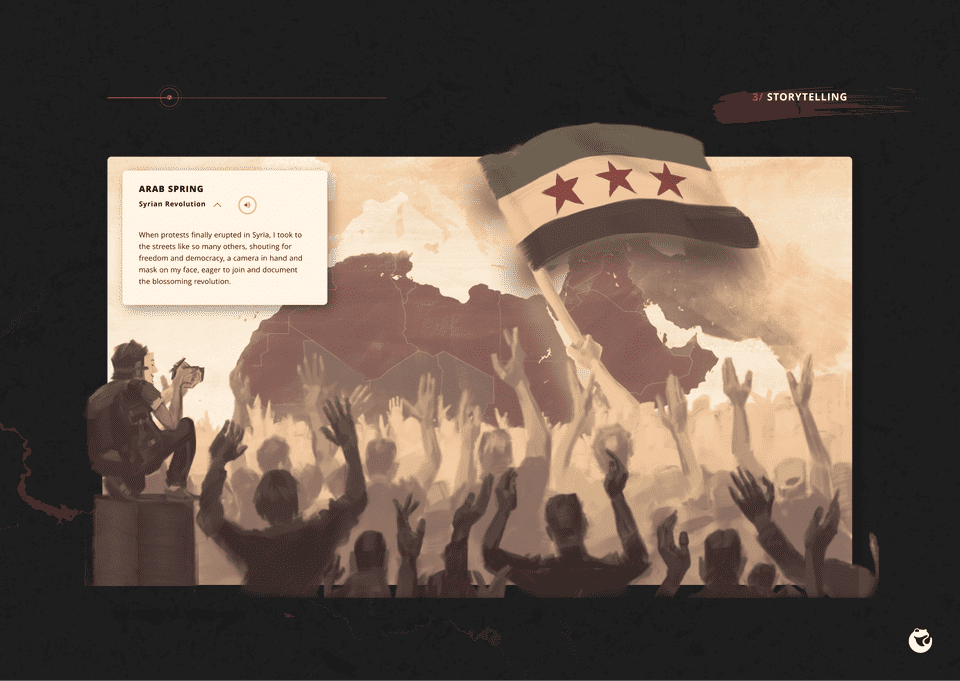 3/ STORYTELLING
ARAB SPRING
Syrian Revolution
When protests finally erupted in Syria, I took to
the streets like so many others, shouting for
freedom and democracy, a camera in hand and
mask on my face, eager to join and document
the blossoming revolution.